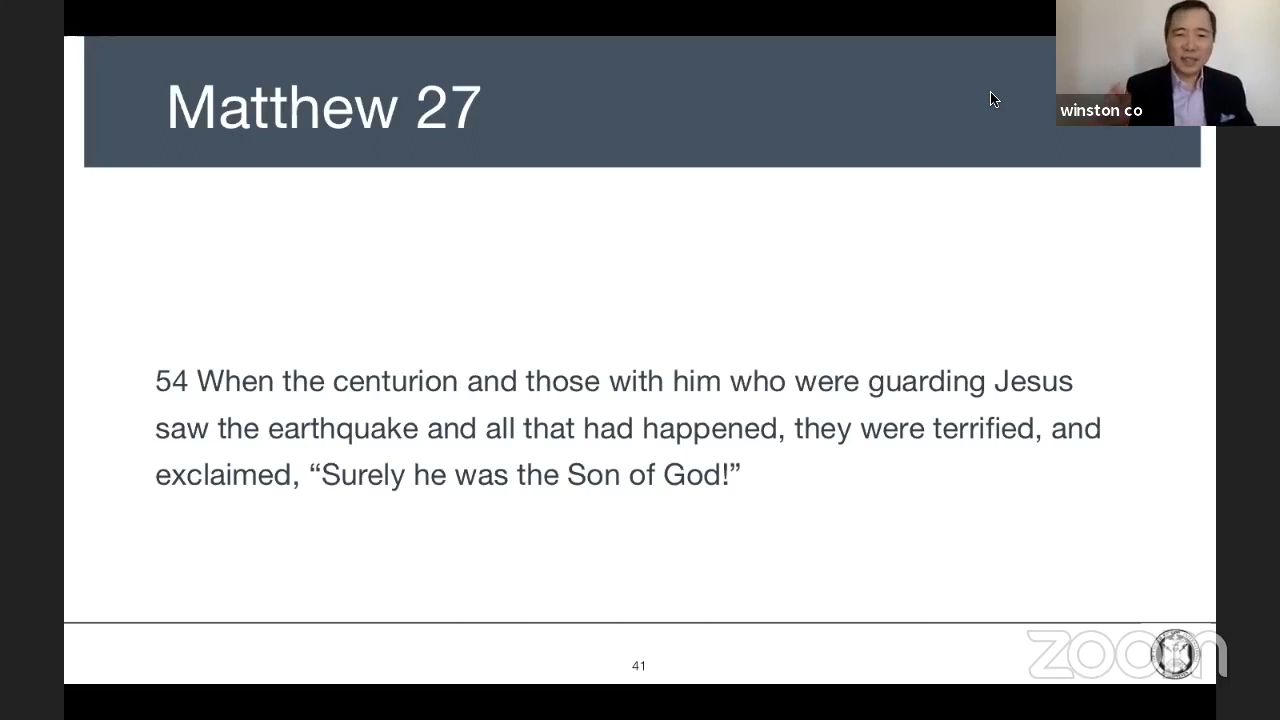 Matthew 27
winston co
54 When the centurion and those with him who were guarding Jesus
saw the earthquake and all that had happened, they were terrified, and
exclaimed, “Surely he was the Son of God!”
41
zoom